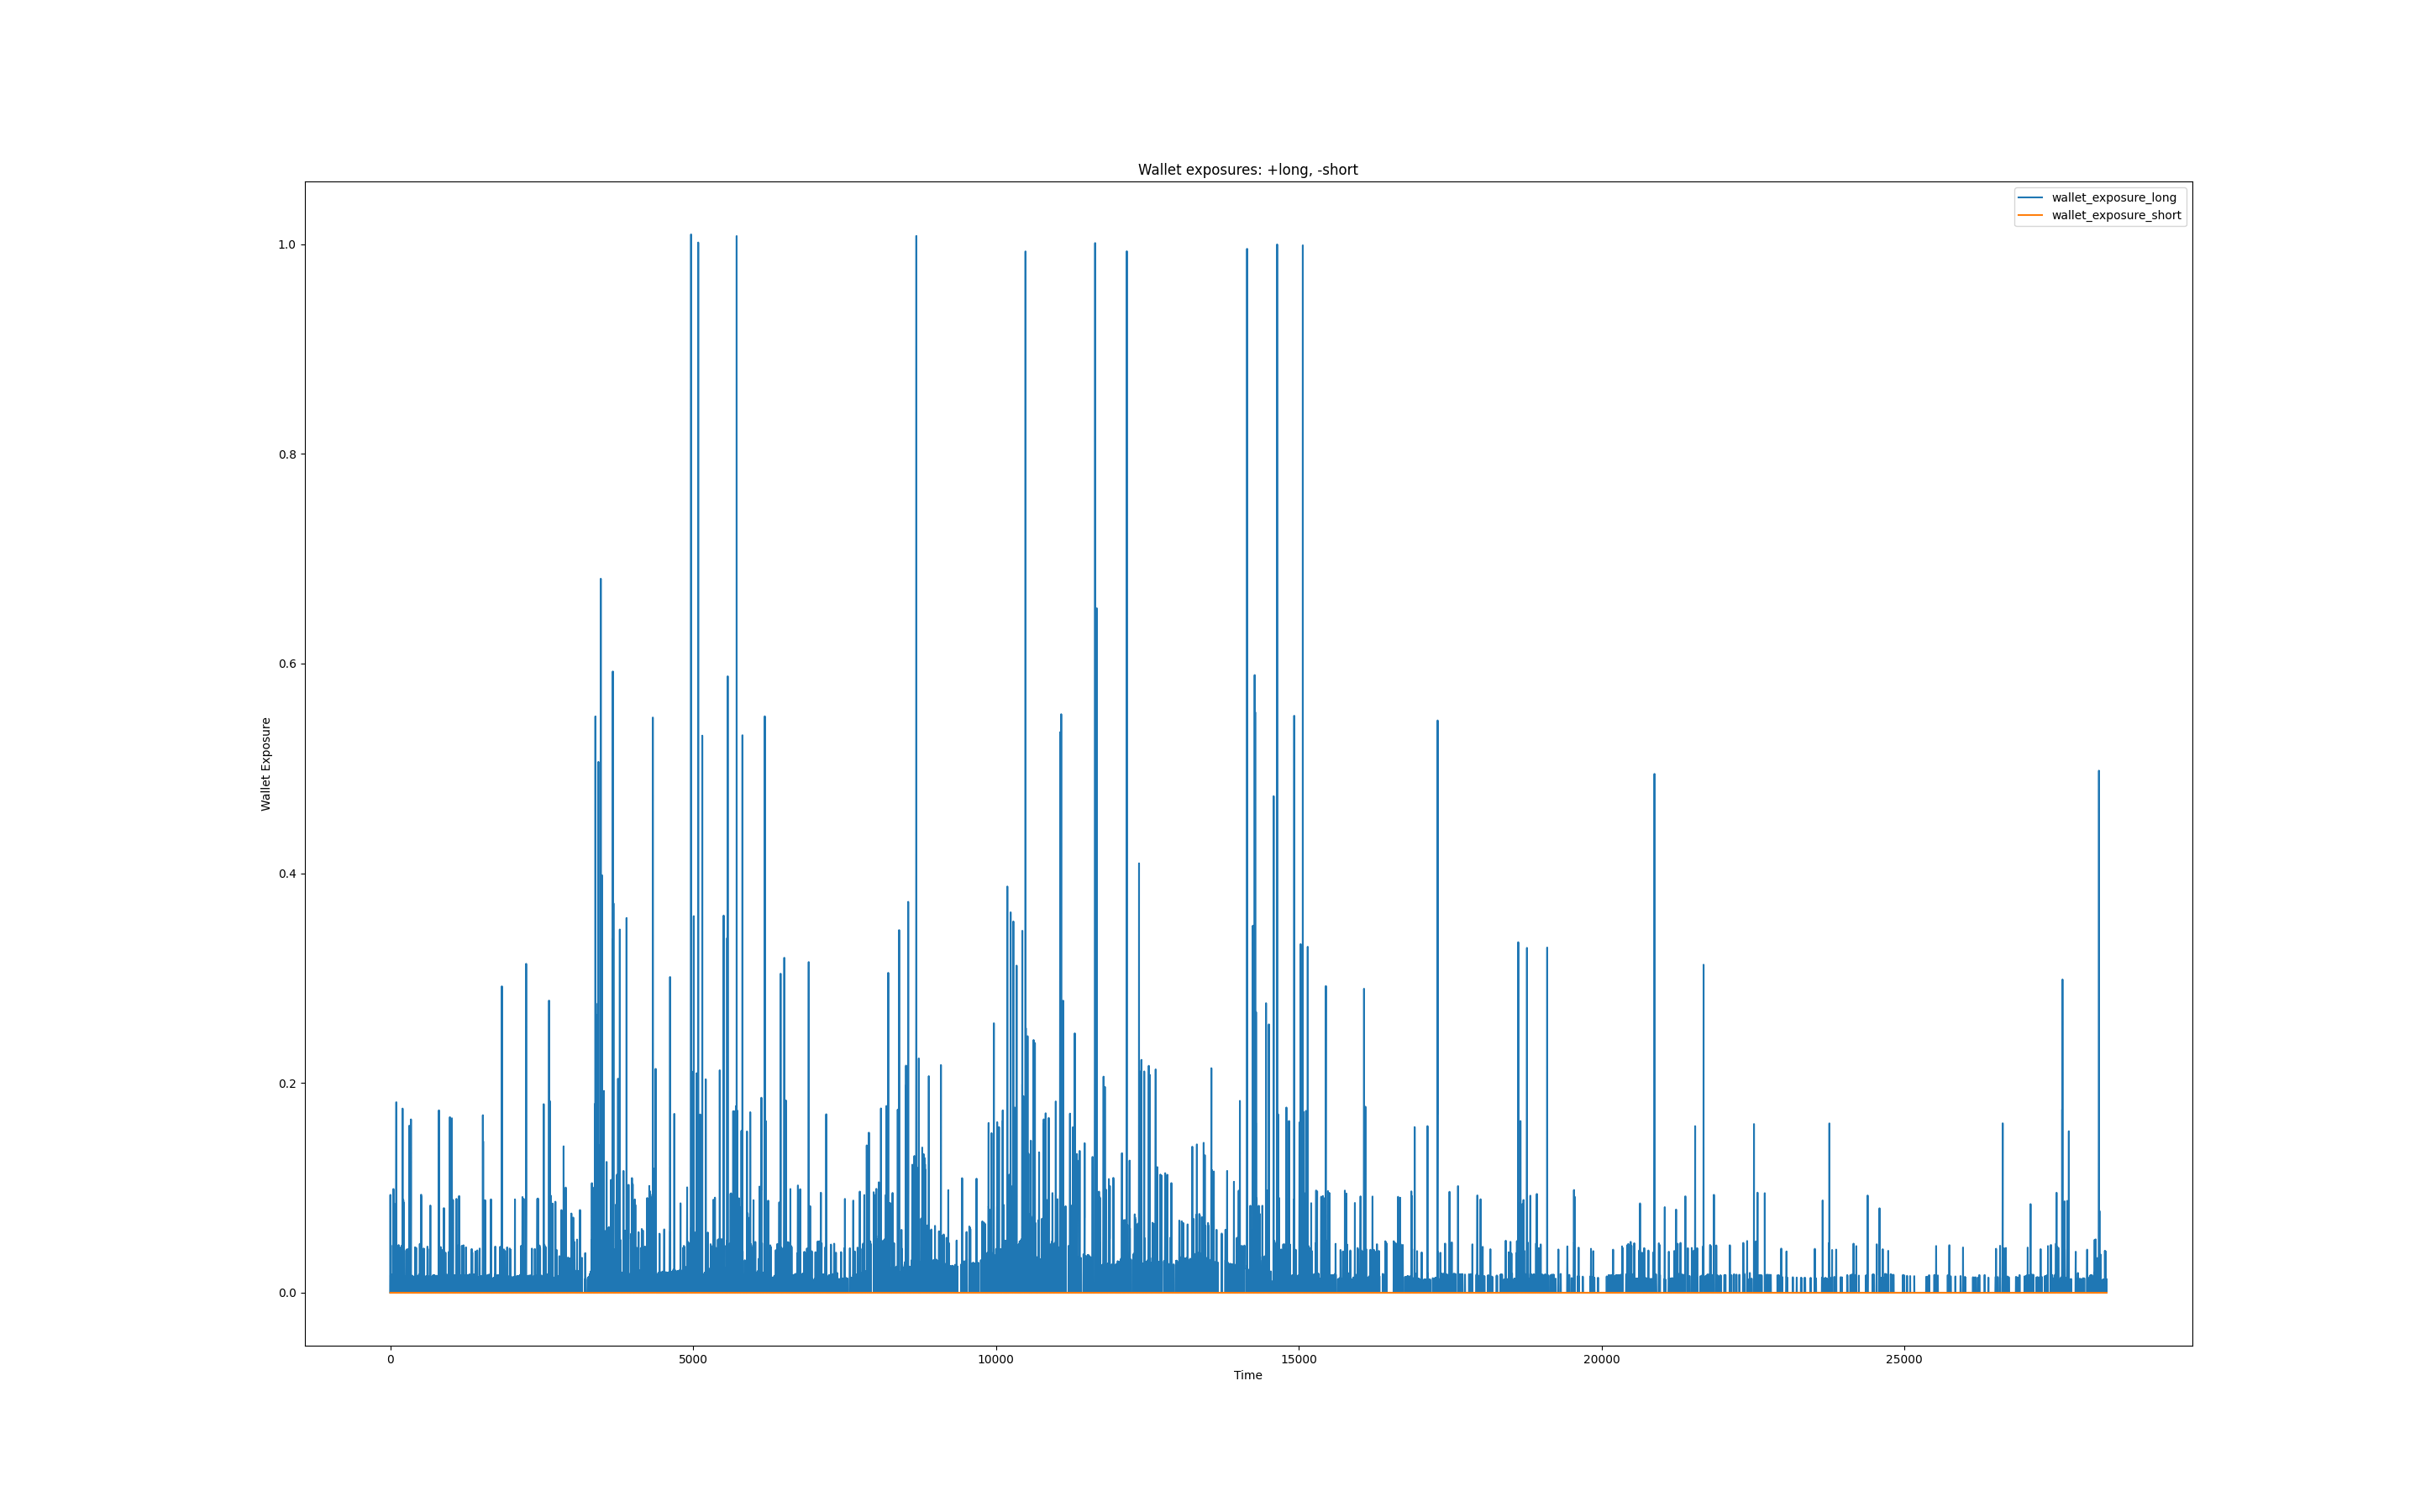 Wallet exposures: +long, -short
wallet_exposure_long
wallet_exposure_short
1.0
0.8
0.6
0.4
0.2
0.0
Wallet Exposure
0 5000 10000 15000 20000 25000
Time